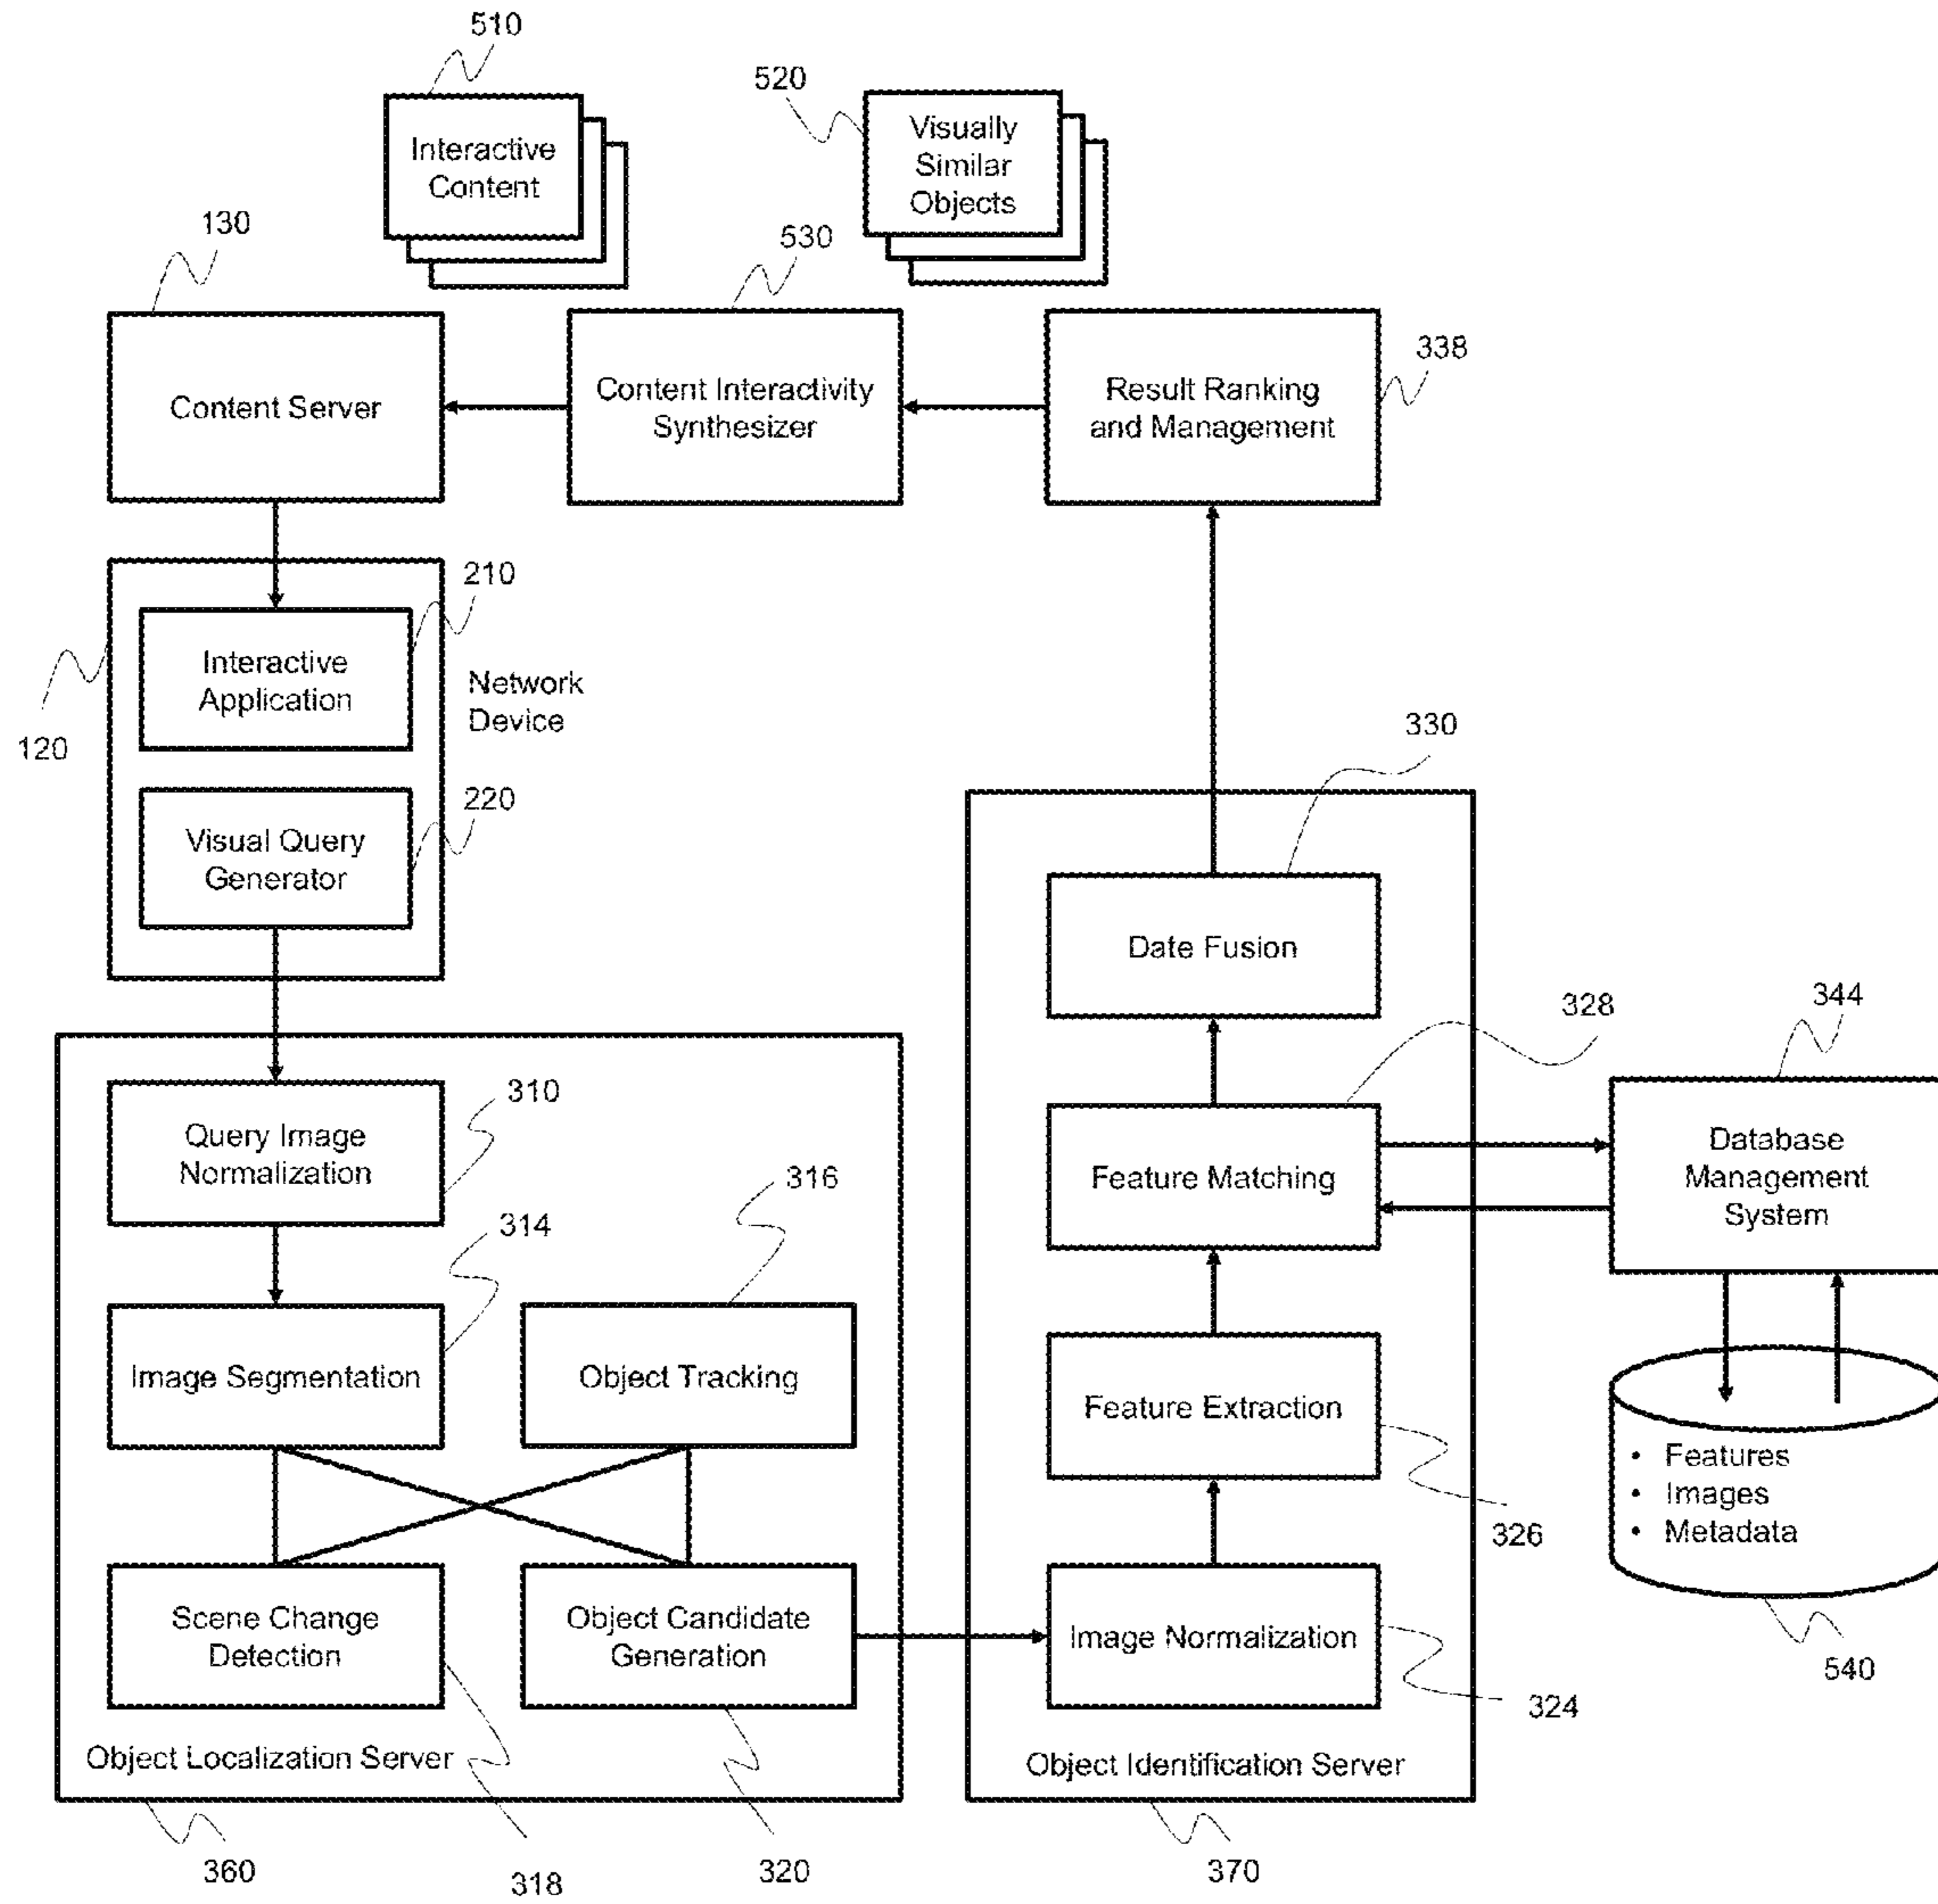 510
Interactive
Content
520
Visually
Similar
Objects
130
Content Server
530
Content Interactivity
Synthesizer
338
Result Ranking
and Management
210
Interactive
Application
Network
Device
120
220
Visual Query
Generator
330
Date Fusion
328
344
Database
Management
System
310
Query Image
Normalization
316
Feature Matching
314
Image Segmentation
Object Tracking
Feature Extraction
326
• Features
• Images
• Metadata
Scene Change
Detection
Object Candidate
Generation
Image Normalization
324
540
Object Localization Server
Object Identification Server
360
318
320
370